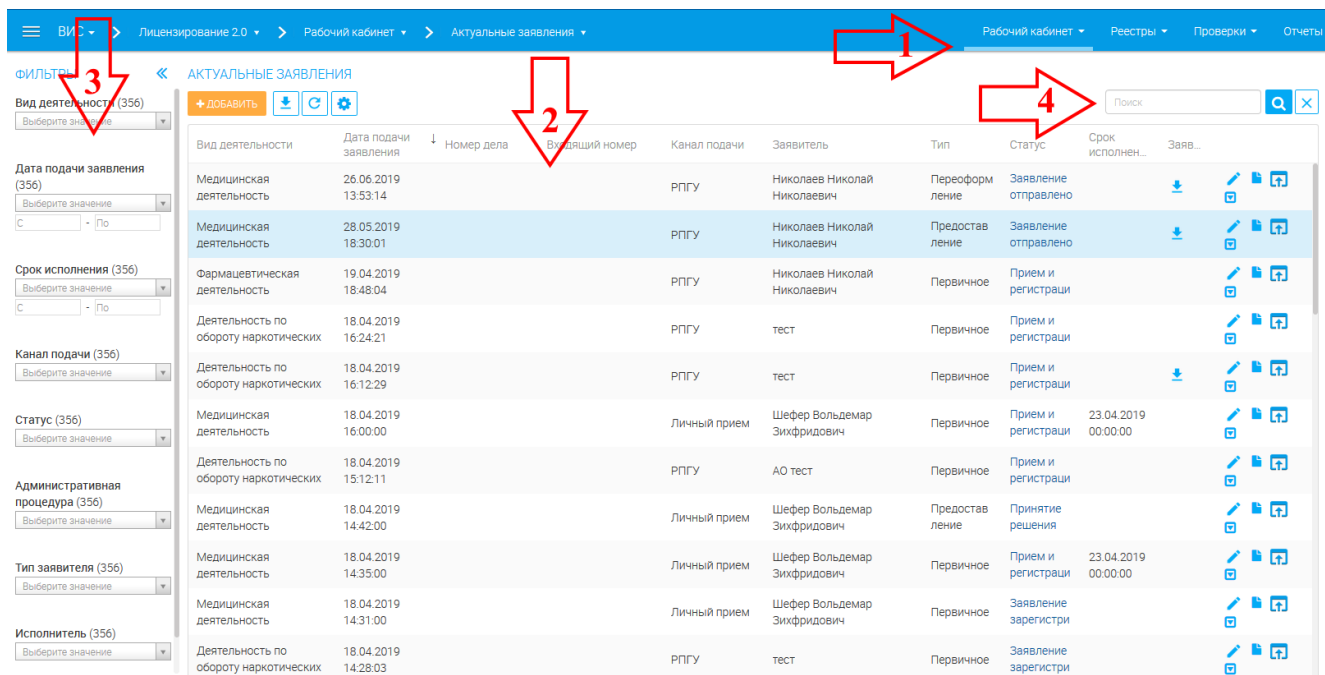 ВИС Лицензирование 2.0 Рабочий кабинет Актуальные заявления 1 Рабочий кабинет Реестры Проверки Отчеты
ФИЛЬТРЫ
3
Вид деятельности (356)
Выберите значение
Дата подачи заявления
(356)
Выберите значение
С - По
Срок исполнения (356)
Выберите значение
С - По
Канал подачи (356)
Выберите значение
Статус (356)
Выберите значение
Административная
процедура (356)
Выберите значение
Тип заявителя (356)
Выберите значение
Исполнитель (356)
Выберите значение
АКТУАЛЬНЫЕ ЗАЯВЛЕНИЯ
+ ДОБАВИТЬ 2 4 Поиск
Вид деятельности Дата подачи Номер дела Входящий номер Канал подачи Заявитель Тип Статус Срок Заяв...
заявления исполнен...
Медицинская 26.06.2019 РПГУ Николаев Николай Переоформ Заявление
деятельность 13:53:14 Николаевич ление отправлено
Медицинская 28.05.2019 РПГУ Николаев Николай Предостав Заявление
деятельность 18:30:01 Николаевич ление отправлено
Фармацевтическая 19.04.2019 РПГУ Николаев Николай Первичное Прием и
деятельность 18:48:04 Николаевич регистраци
Деятельность по 18.04.2019 РПГУ тест Первичное Прием и
обороту наркотических 16:24:21 регистраци
Деятельность по 18.04.2019 РПГУ тест Первичное Прием и
обороту наркотических 16:12:29 регистраци
Медицинская 18.04.2019 Личный прием Шефер Вольдемар Первичное Прием и 23.04.2019
деятельность 16:00:00 Зихфридович регистраци 00:00:00
Деятельность по 18.04.2019 РПГУ АО тест Первичное Прием и
обороту наркотических 15:12:11 регистраци
Медицинская 18.04.2019 Личный прием Шефер Вольдемар Предостав Принятие
деятельность 14:42:00 Зихфридович ление решения
Медицинская 18.04.2019 Личный прием Шефер Вольдемар Первичное Прием и 23.04.2019
деятельность 14:35:00 Зихфридович регистраци 00:00:00
Медицинская 18.04.2019 Личный прием Шефер Вольдемар Первичное Заявление
деятельность 14:31:00 Зихфридович зарегистри
Деятельность по 18.04.2019 РПГУ тест Первичное Заявление
обороту наркотических 14:28:03 зарегистри